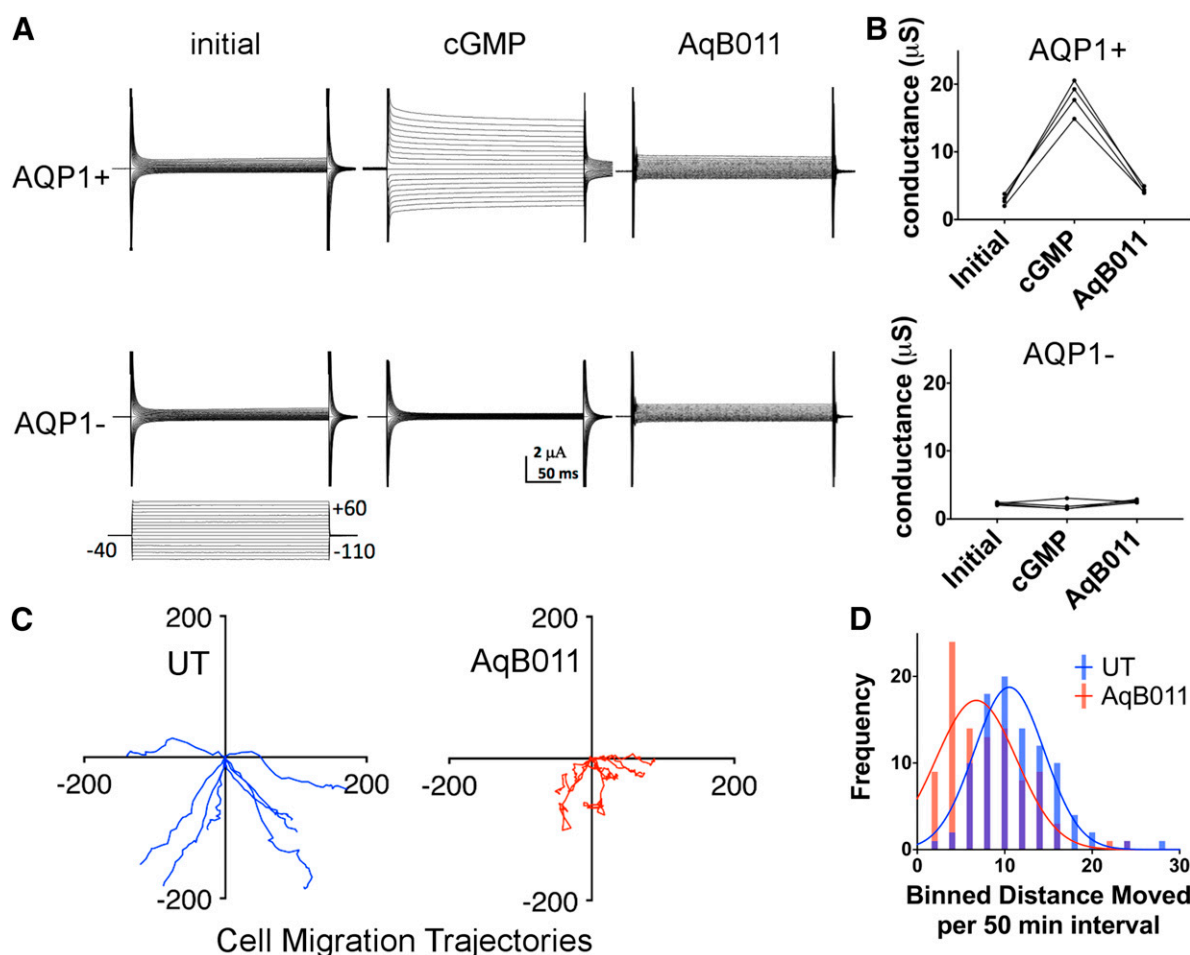 A
initial
cGMP
AqB011
AQP1+
AQP1-
2 µA
50 ms
+60
-40
-110
B
AQP1+
conductance (µS)
20
10
0
Initial
cGMP
AqB011
AQP1-
conductance (µS)
20
10
0
Initial
cGMP
AqB011
C
200
UT
-200
200
-200
200
AqB011
-200
200
-200
Cell Migration Trajectories
D
Frequency
20
10
0
UT
AqB011
0
10
20
30
Binned Distance Moved
per 50 min interval